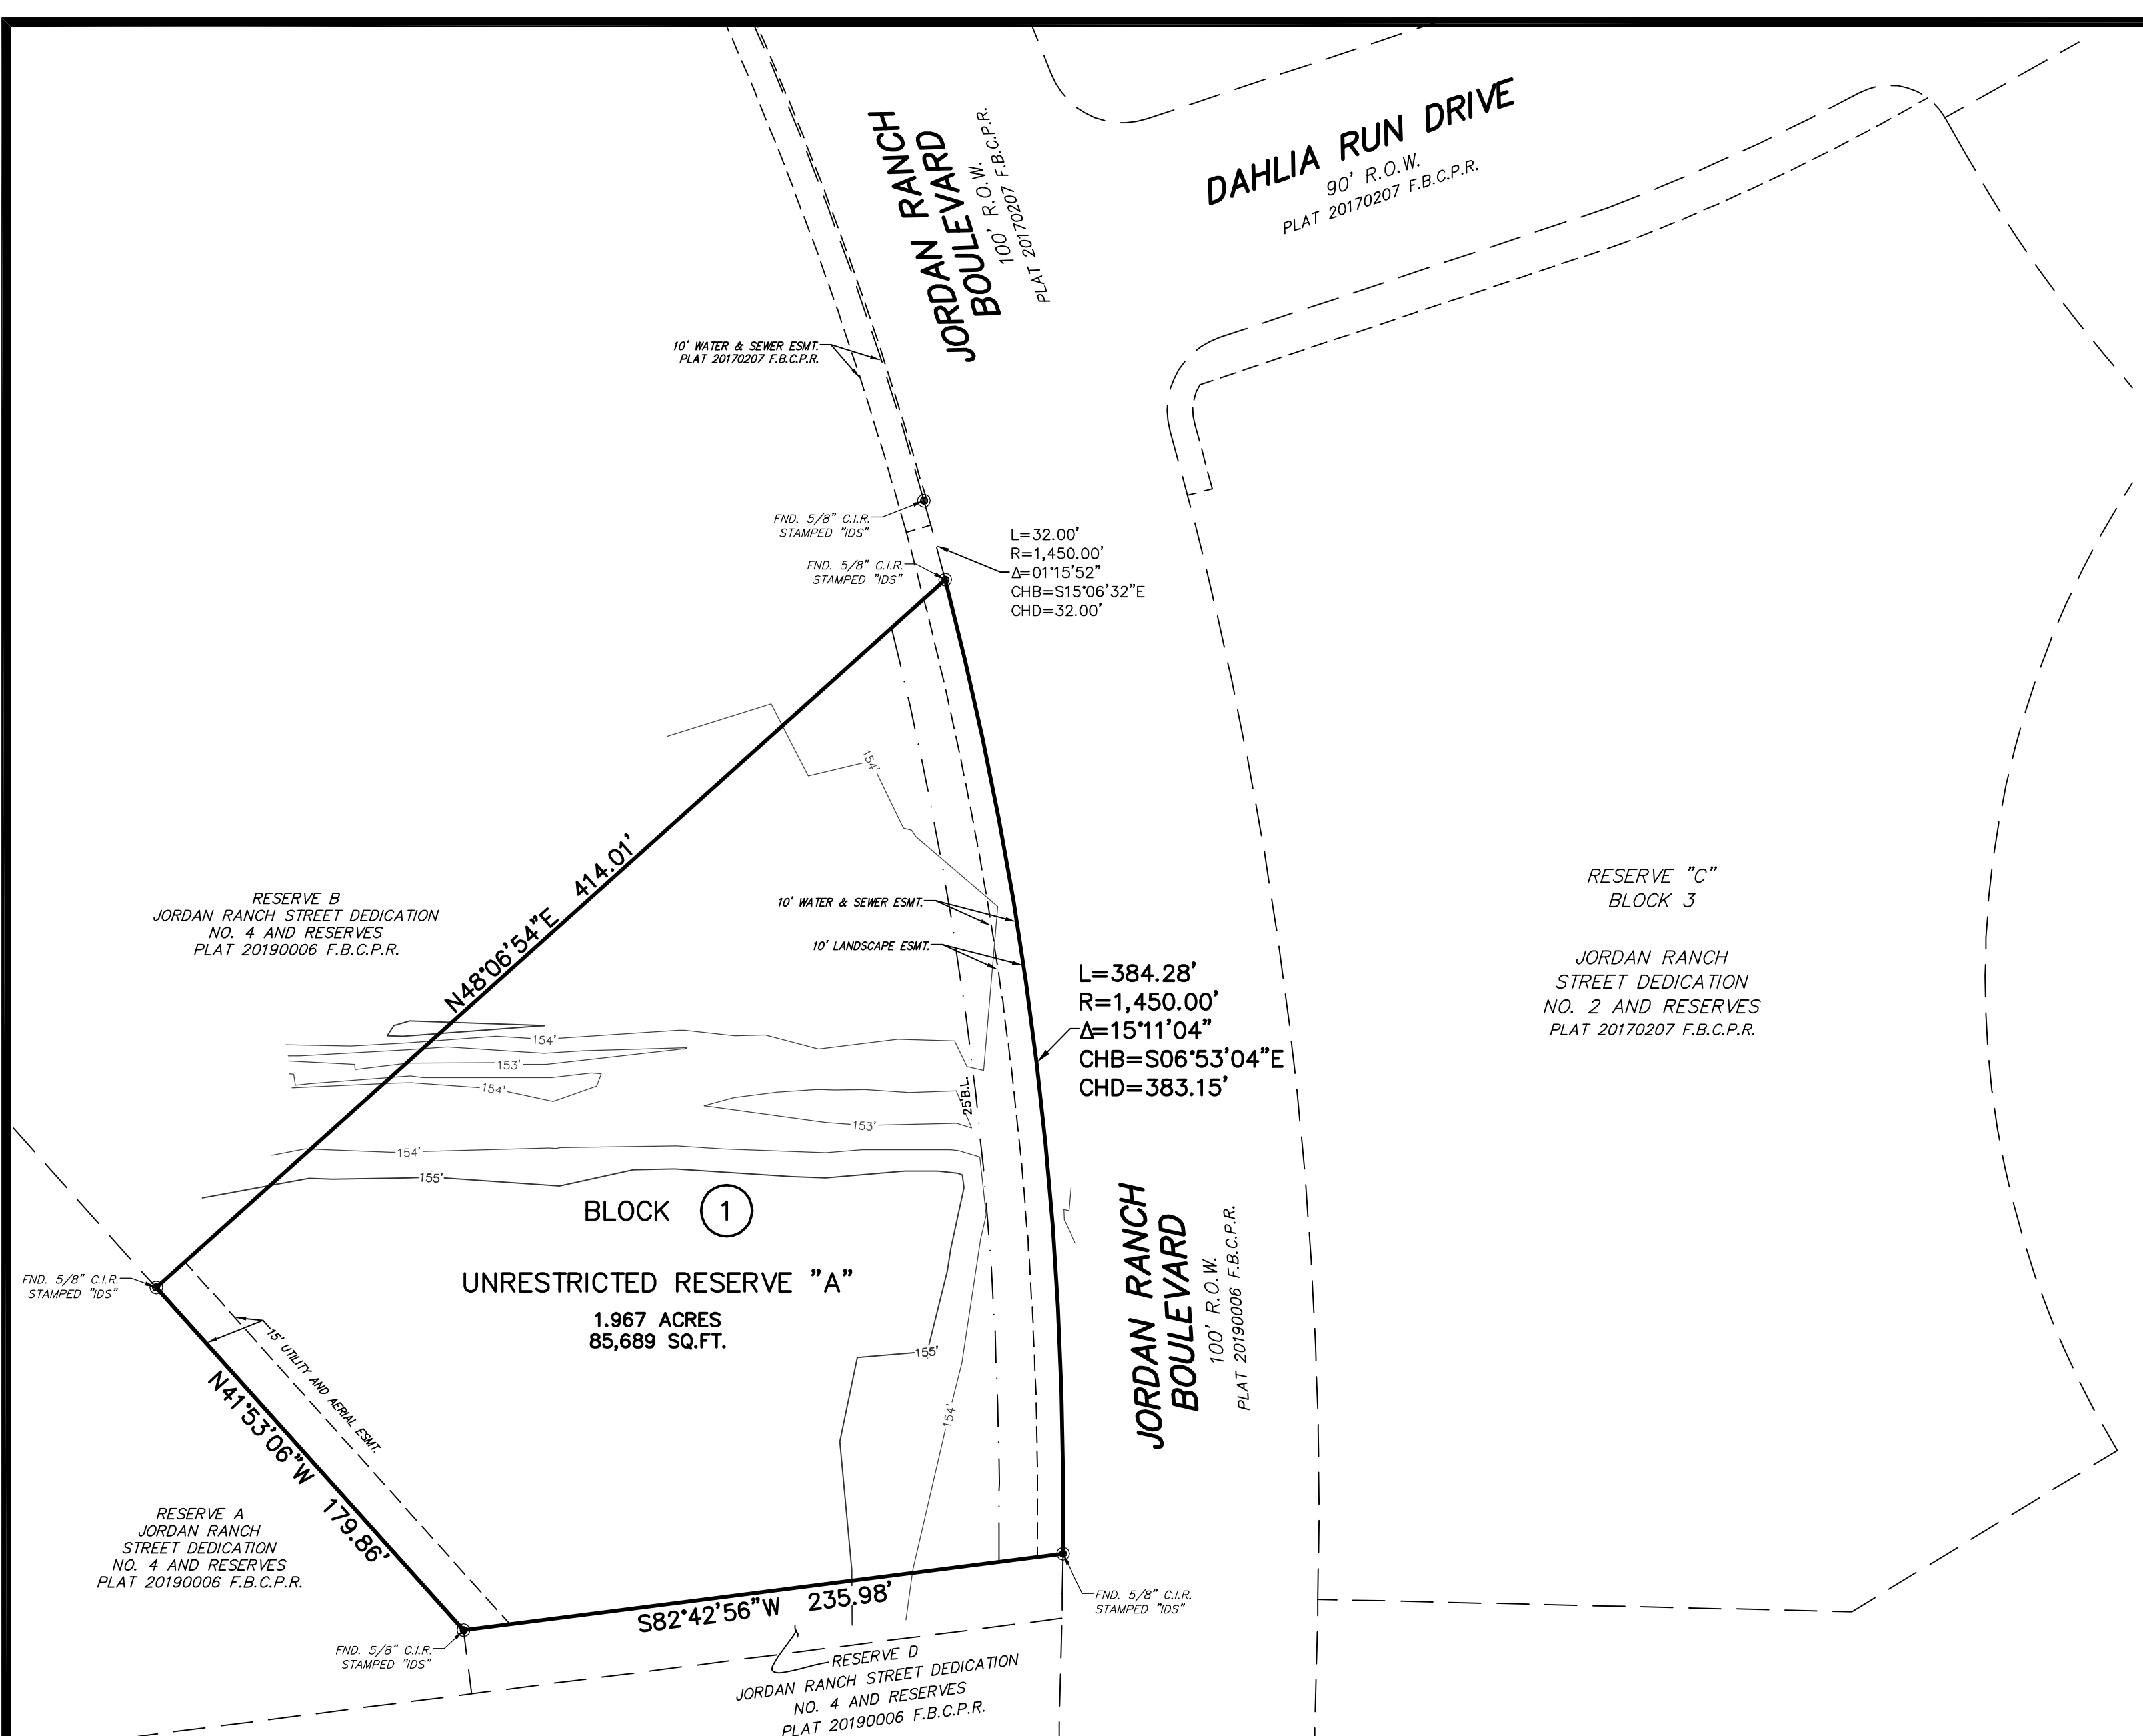 DAHLIA RUN DRIVE
90' R.O.W.
PLAT 20170207 F.B.C.P.R.
JORDAN RANCH
BOULEVARD
100' R.O.W.
PLAT 20170207 F.B.C.P.R.
10' WATER & SEWER ESMT.
PLAT 20170207 F.B.C.P.R.
FND. 5/8" C.I.R.
STAMPED "IDS"
FND. 5/8" C.I.R.
STAMPED "IDS"
L=32.00'
R=1,450.00'
Δ=01°15'52"
CHB=S15°06'32"E
CHD=32.00'
154'
N48°06'54"E 414.01'
RESERVE B
JORDAN RANCH STREET DEDICATION
NO. 4 AND RESERVES
PLAT 20190006 F.B.C.P.R.
10' WATER & SEWER ESMT.
10' LANDSCAPE ESMT.
RESERVE "C"
BLOCK 3
JORDAN RANCH
STREET DEDICATION
NO. 2 AND RESERVES
PLAT 20170207 F.B.C.P.R.
L=384.28'
R=1,450.00'
Δ=15°11'04"
CHB=S06°53'04"E
CHD=383.15'
154'
153'
154'
25'B.L.
153'
154'
155'
BLOCK 1
UNRESTRICTED RESERVE "A"
1.967 ACRES
85,689 SQ.FT.
JORDAN RANCH
BOULEVARD
100' R.O.W.
PLAT 20190006 F.B.C.P.R.
FND. 5/8" C.I.R.
STAMPED "IDS"
15' UTILITY AND AERIAL ESMT.
155'
154'
N41°53'06"W 179.86'
RESERVE A
JORDAN RANCH
STREET DEDICATION
NO. 4 AND RESERVES
PLAT 20190006 F.B.C.P.R.
S82°42'56"W 235.98'
FND. 5/8" C.I.R.
STAMPED "IDS"
FND. 5/8" C.I.R.
STAMPED "IDS"
RESERVE D
JORDAN RANCH STREET DEDICATION
NO. 4 AND RESERVES
PLAT 20190006 F.B.C.P.R.